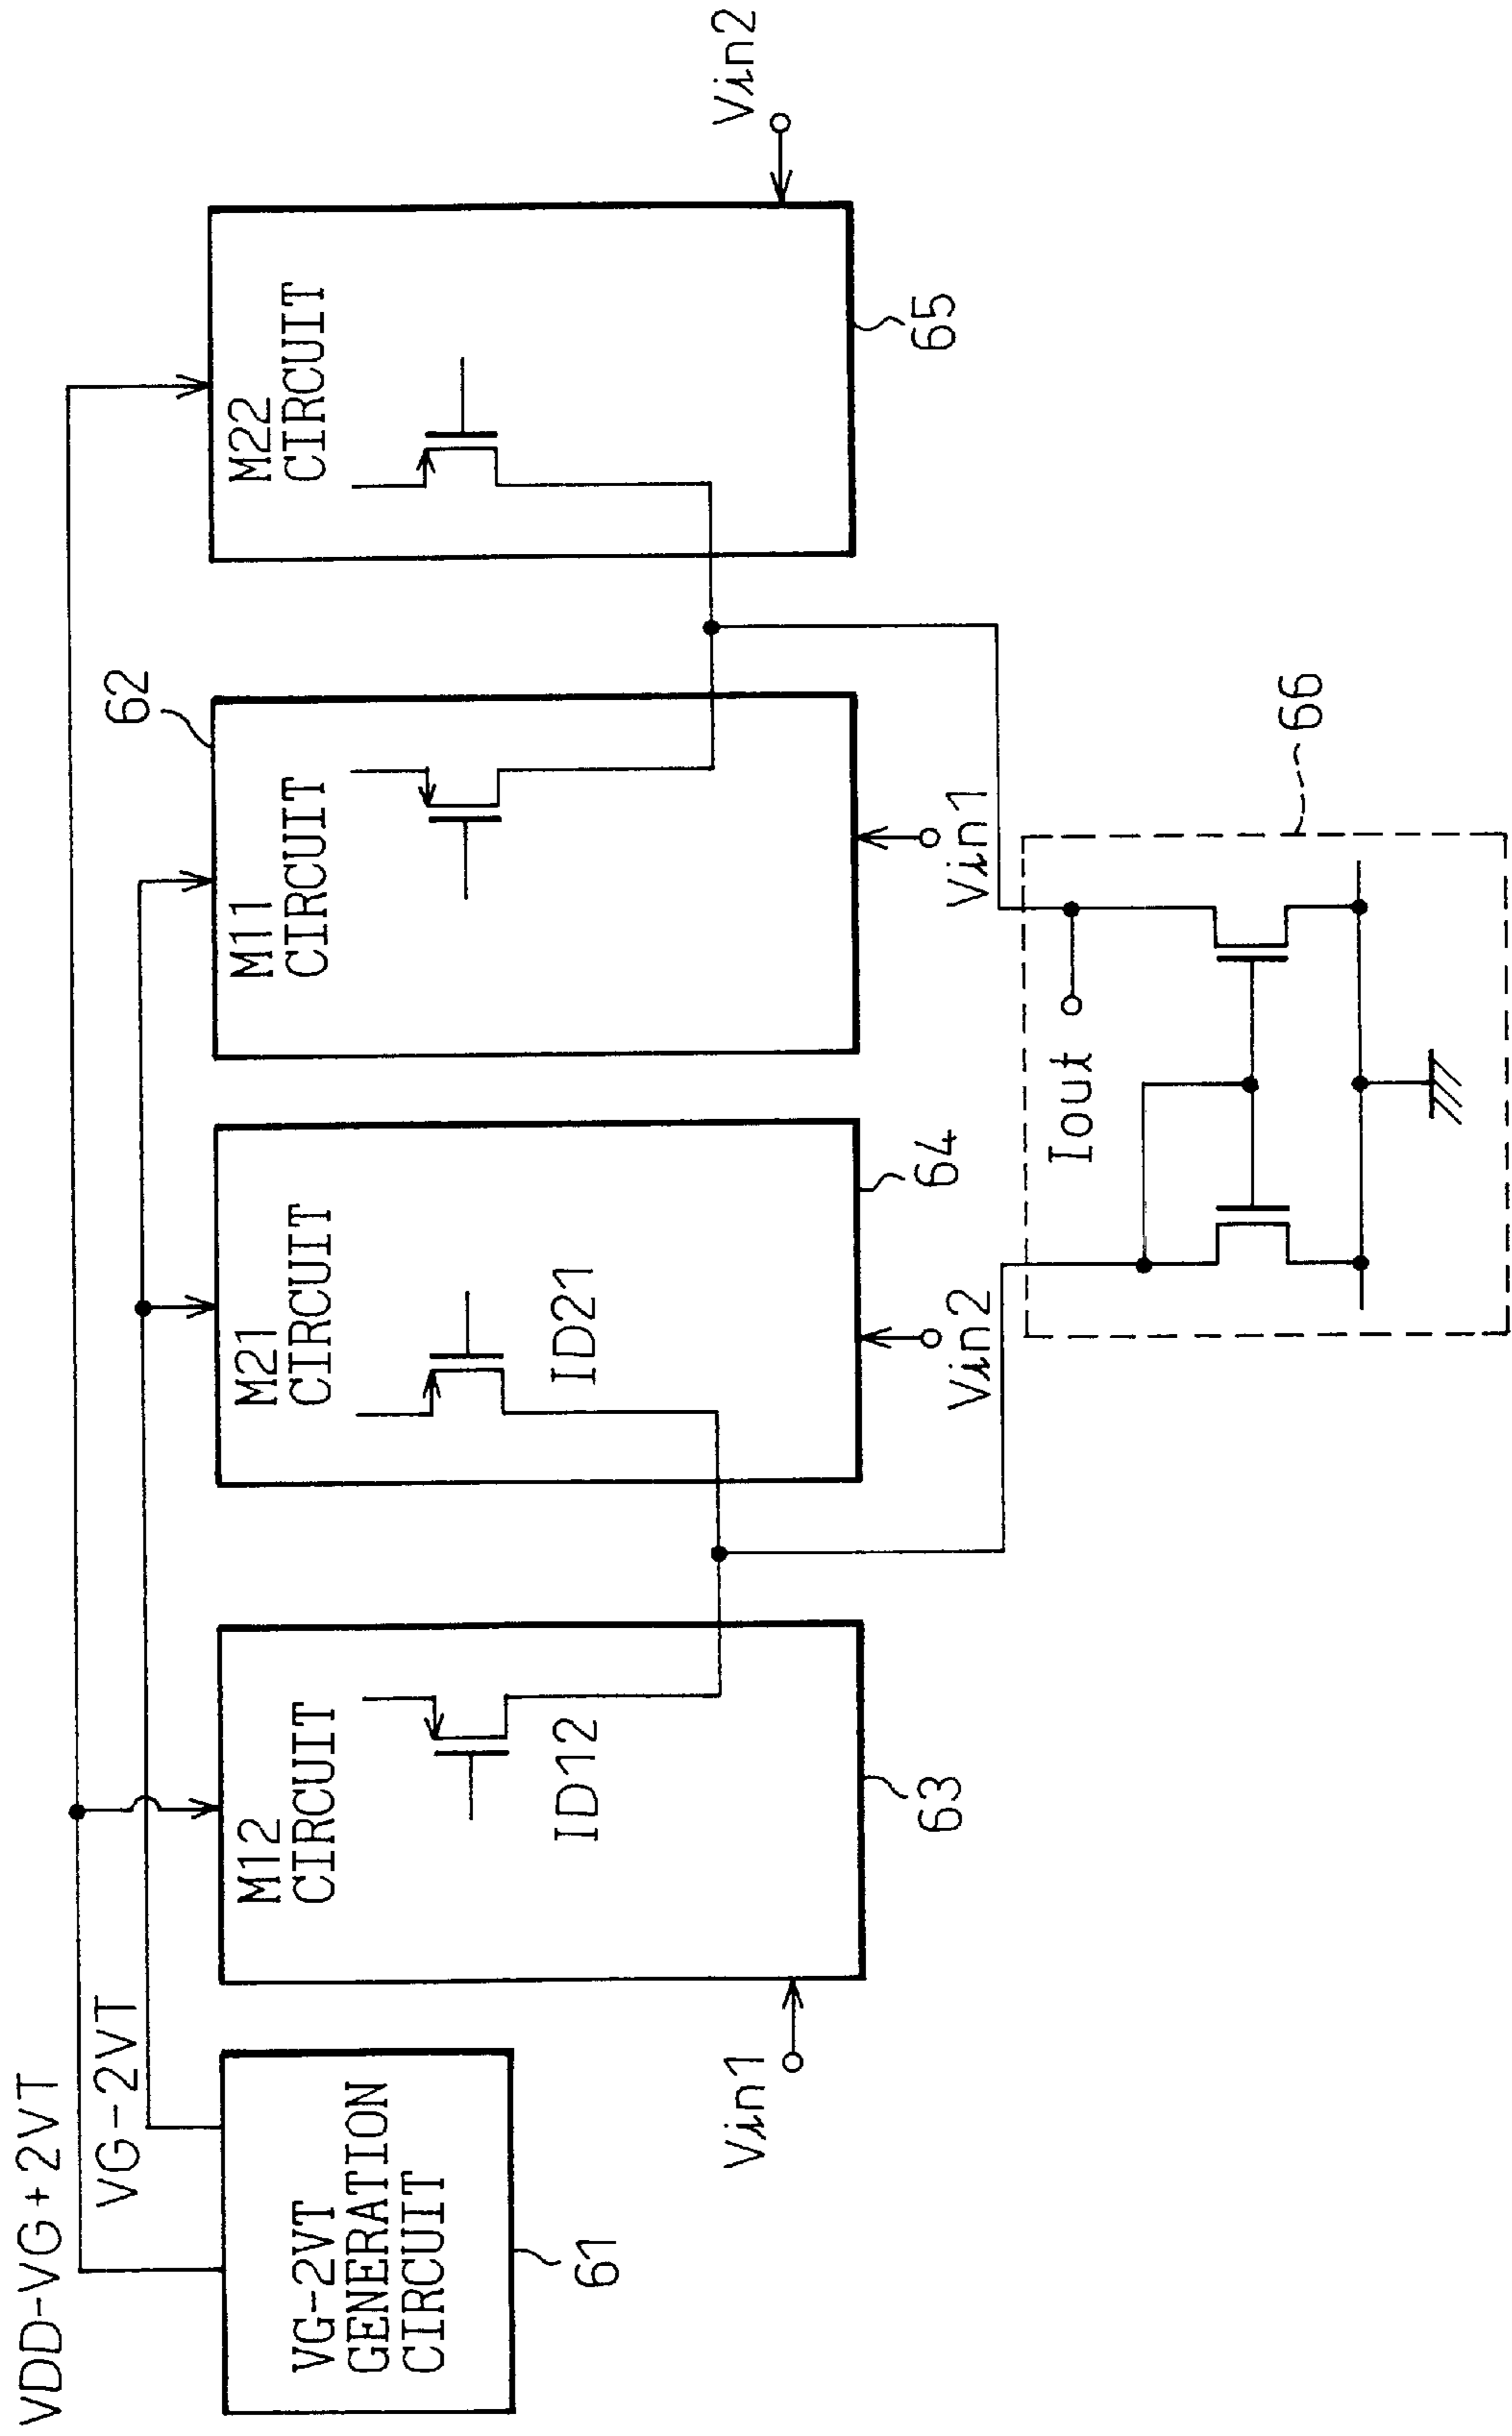 VDD-VG+2VT
VG-2VT
VG-2VT
GENERATION
CIRCUIT
61
M12
CIRCUIT
ID12
63
Vin1
M21
CIRCUIT
ID21
64
Vin2
M11
CIRCUIT
62
Vin1
M22
CIRCUIT
65
Vin2
Iout
66